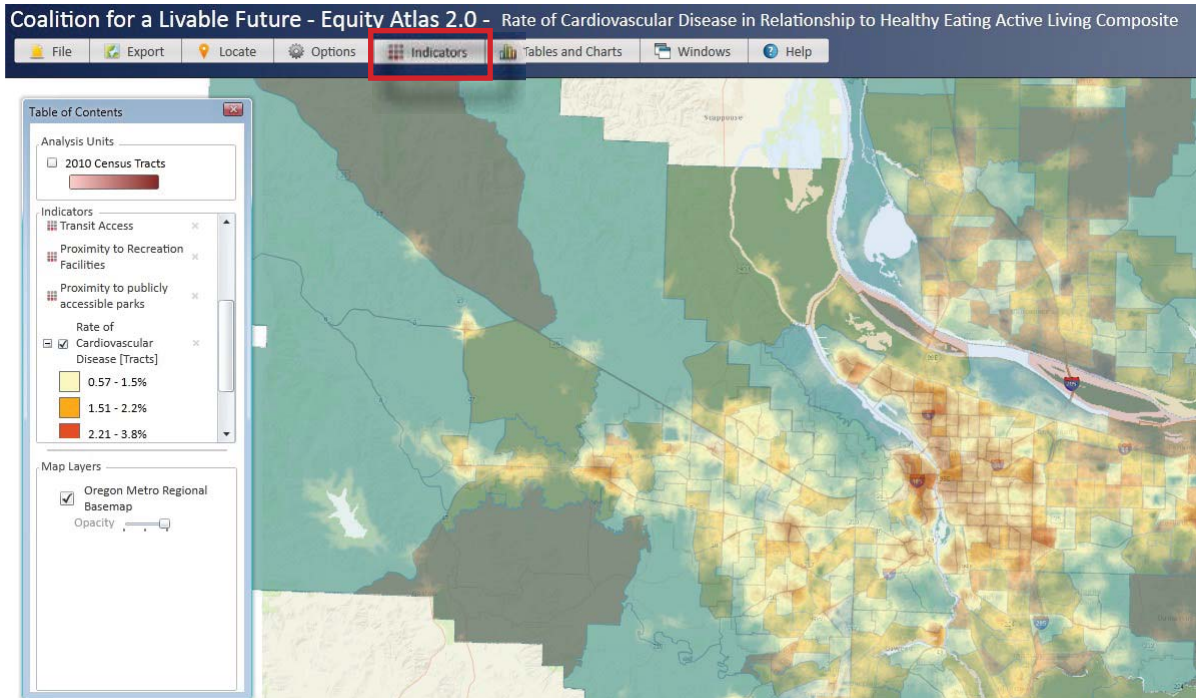 Coalition for a Livable Future - Equity Atlas 2.0 - Rate of Cardiovascular Disease in Relationship to Healthy Eating Active Living Composite
File Export Locate Options Indicators Tables and Charts Windows Help
Table of Contents
Analysis Units
2010 Census Tracts
Indicators
Transit Access
Proximity to Recreation
Facilities
Proximity to publicly
accessible parks
Rate of
Cardiovascular
Disease [Tracts]
0.57 - 1.5%
1.51 - 2.2%
2.21 - 3.8%
Map Layers
Oregon Metro Regional
Basemap
Opacity
Scappoose
205
205